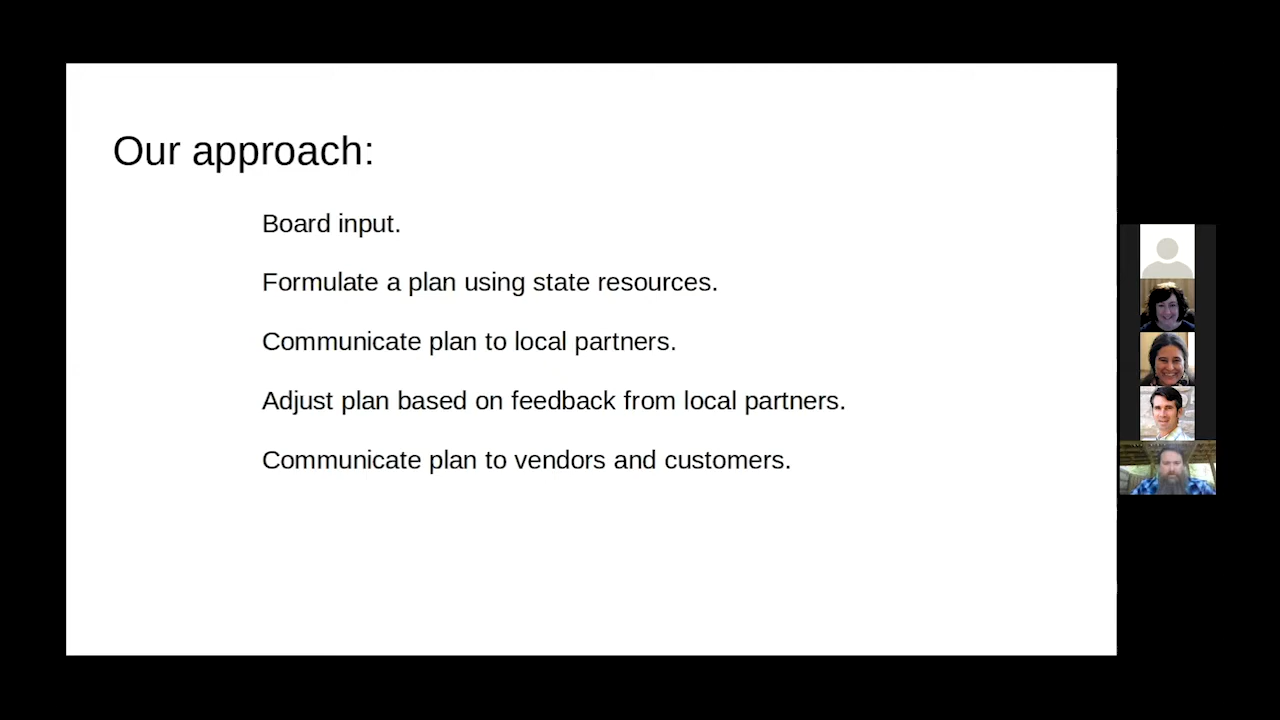 Our approach:
Board input.
Formulate a plan using state resources.
Communicate plan to local partners.
Adjust plan based on feedback from local partners.
Communicate plan to vendors and customers.